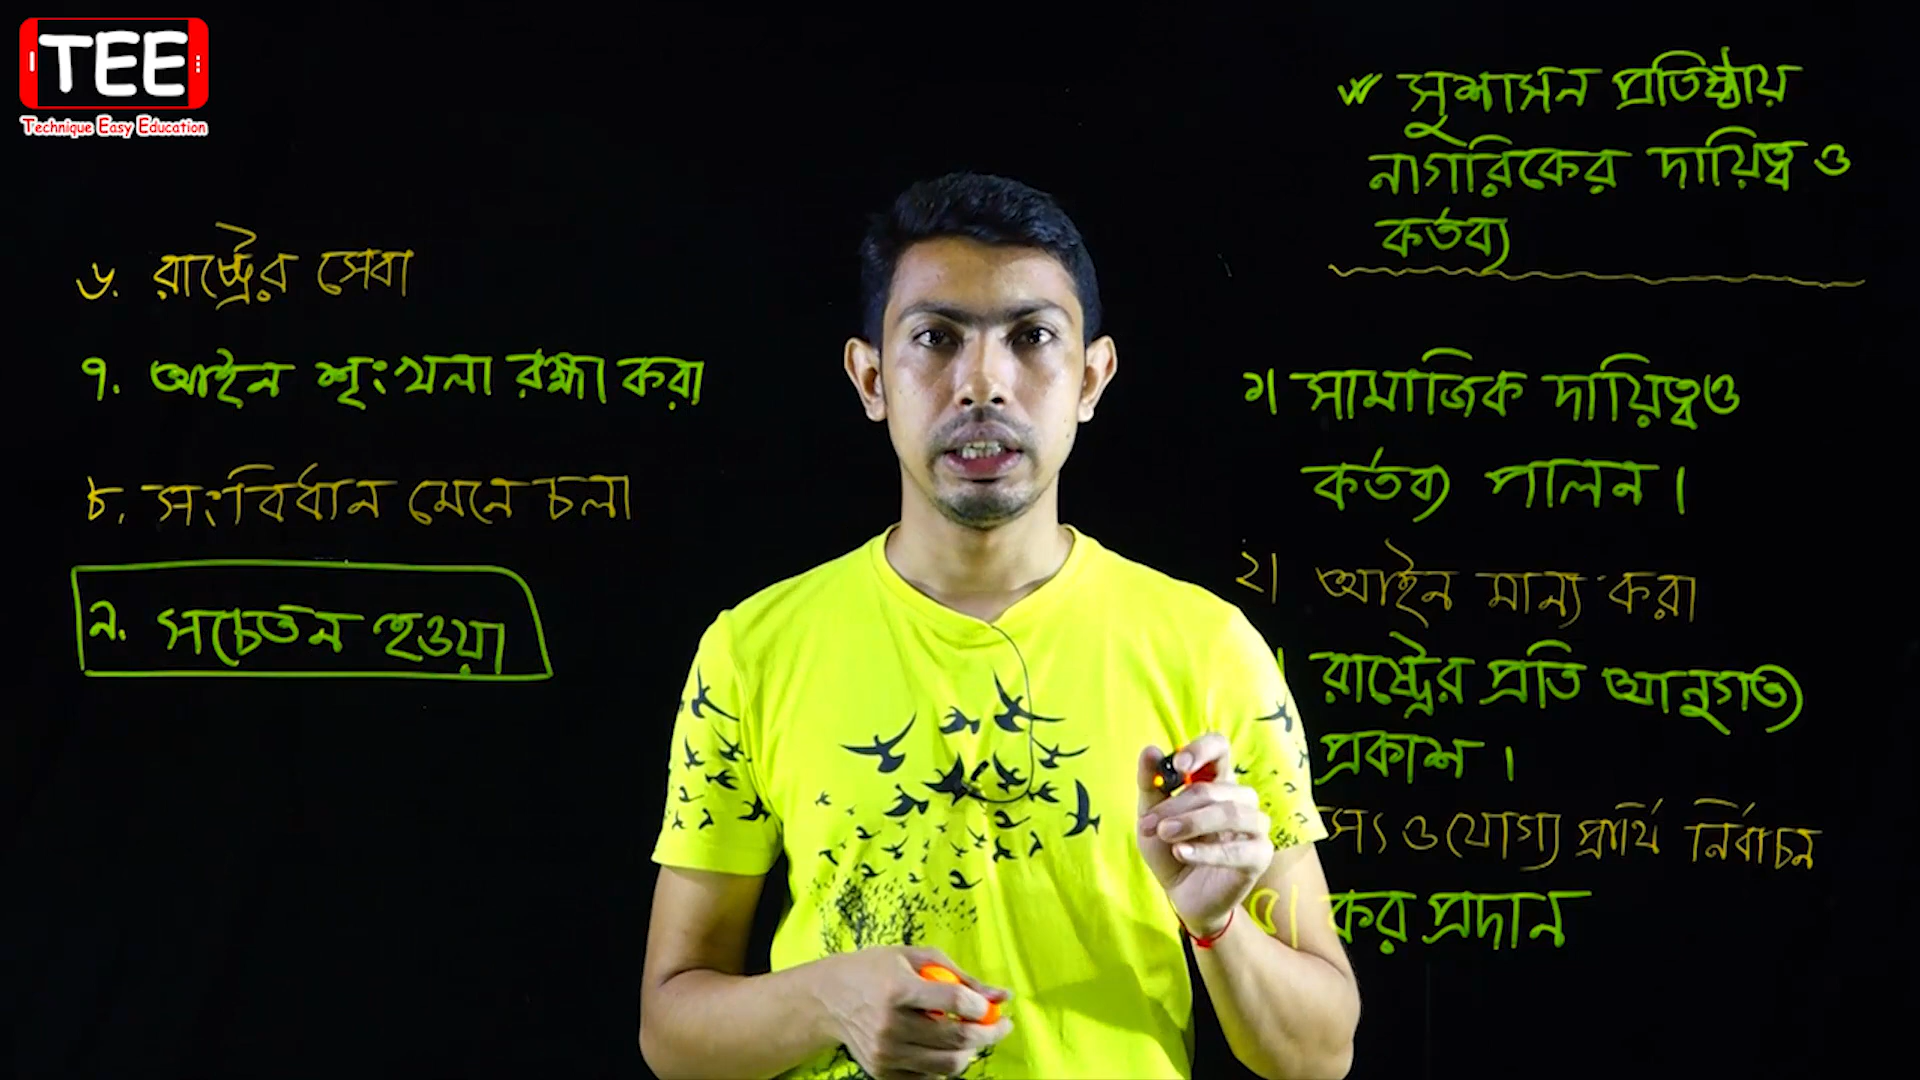 TEE
Technique Easy Education
সুশাসন প্রতিষ্ঠায়
নাগরিকের দায়িত্ব ও
কর্তব্য
১। সামাজিক দায়িত্ব ও
কর্তব্য পালন।
২। আইন মান্য করা
। রাষ্ট্রের প্রতি আনুগত্য
প্রকাশ।
সৎ ও যোগ্য প্রার্থি নির্বাচন
৫। কর প্রদান
৬. রাষ্ট্রের সেবা
৭. আইন শৃংখলা রক্ষা করা
৮. সংবিধান মেনে চলা
৯. সচেতন হওয়া